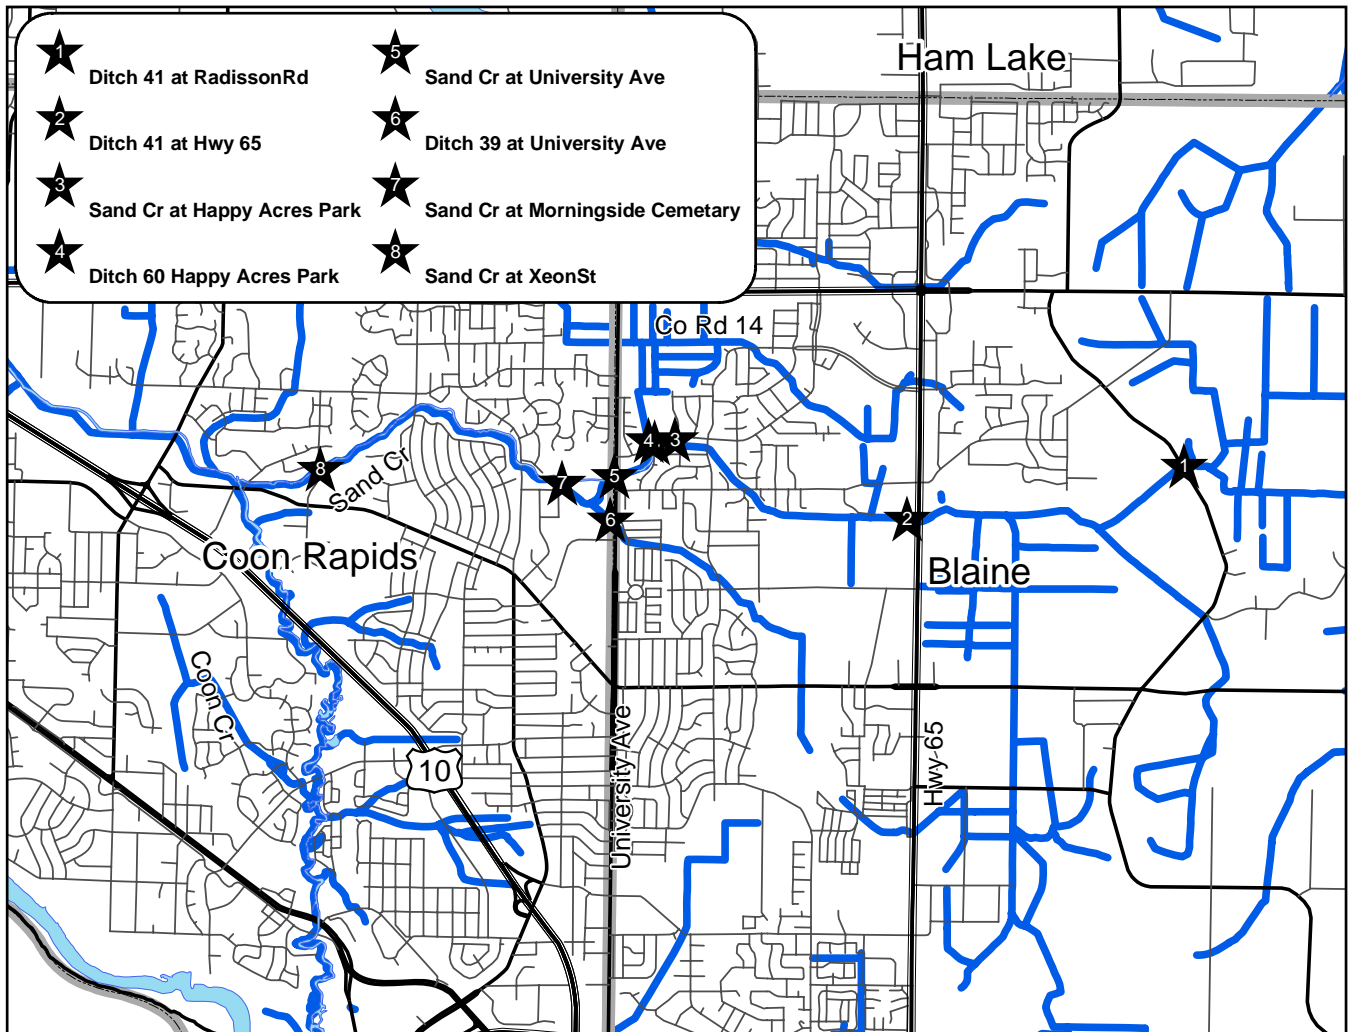 1
Ditch 41 at RadissonRd
2
Ditch 41 at Hwy 65
3
Sand Cr at Happy Acres Park
4
Ditch 60 Happy Acres Park
5
Sand Cr at University Ave
6
Ditch 39 at University Ave
7
Sand Cr at Morningside Cemetary
8
Sand Cr at XeonSt
Ham Lake
Co Rd 14
4
3
1
8
Sand Cr
7
5
6
2
Coon Rapids
Blaine
Coon Cr
10
University Ave
Hwy-65